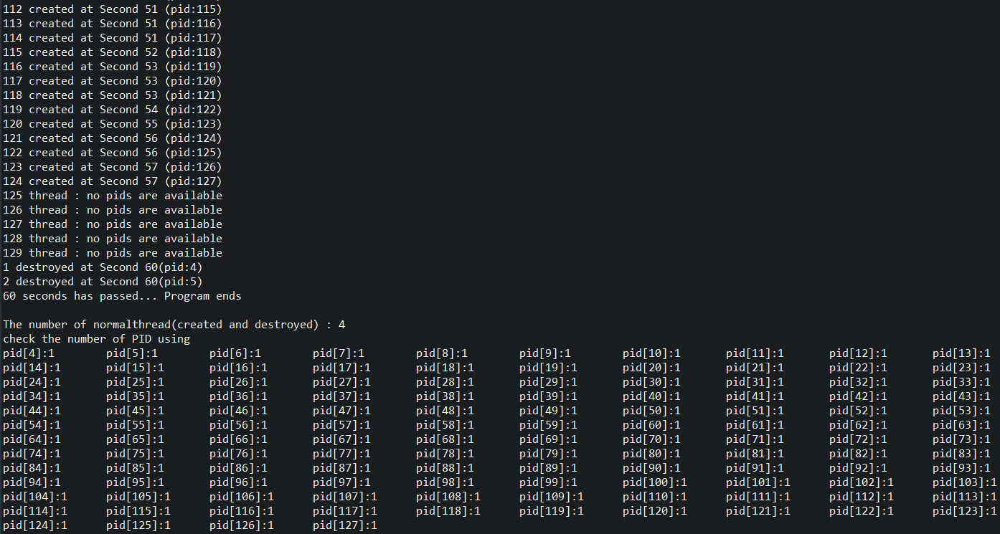 112 created at Second 51 (pid:115)
113 created at Second 51 (pid:116)
114 created at Second 51 (pid:117)
115 created at Second 52 (pid:118)
116 created at Second 53 (pid:119)
117 created at Second 53 (pid:120)
118 created at Second 53 (pid:121)
119 created at Second 54 (pid:122)
120 created at Second 55 (pid:123)
121 created at Second 56 (pid:124)
122 created at Second 56 (pid:125)
123 created at Second 57 (pid:126)
124 created at Second 57 (pid:127)
125 thread : no pids are available
126 thread : no pids are available
127 thread : no pids are available
128 thread : no pids are available
129 thread : no pids are available
1 destroyed at Second 60(pid:4)
2 destroyed at Second 60(pid:5)
60 seconds has passed... Program ends
The number of normalthread(created and destroyed) : 4
check the number of PID using
pid[4]:1 pid[5]:1 pid[6]:1 pid[7]:1 pid[8]:1 pid[9]:1 pid[10]:1 pid[11]:1 pid[12]:1 pid[13]:1
pid[14]:1 pid[15]:1 pid[16]:1 pid[17]:1 pid[18]:1 pid[19]:1 pid[20]:1 pid[21]:1 pid[22]:1 pid[23]:1
pid[24]:1 pid[25]:1 pid[26]:1 pid[27]:1 pid[28]:1 pid[29]:1 pid[30]:1 pid[31]:1 pid[32]:1 pid[33]:1
pid[34]:1 pid[35]:1 pid[36]:1 pid[37]:1 pid[38]:1 pid[39]:1 pid[40]:1 pid[41]:1 pid[42]:1 pid[43]:1
pid[44]:1 pid[45]:1 pid[46]:1 pid[47]:1 pid[48]:1 pid[49]:1 pid[50]:1 pid[51]:1 pid[52]:1 pid[53]:1
pid[54]:1 pid[55]:1 pid[56]:1 pid[57]:1 pid[58]:1 pid[59]:1 pid[60]:1 pid[61]:1 pid[62]:1 pid[63]:1
pid[64]:1 pid[65]:1 pid[66]:1 pid[67]:1 pid[68]:1 pid[69]:1 pid[70]:1 pid[71]:1 pid[72]:1 pid[73]:1
pid[74]:1 pid[75]:1 pid[76]:1 pid[77]:1 pid[78]:1 pid[79]:1 pid[80]:1 pid[81]:1 pid[82]:1 pid[83]:1
pid[84]:1 pid[85]:1 pid[86]:1 pid[87]:1 pid[88]:1 pid[89]:1 pid[90]:1 pid[91]:1 pid[92]:1 pid[93]:1
pid[94]:1 pid[95]:1 pid[96]:1 pid[97]:1 pid[98]:1 pid[99]:1 pid[100]:1 pid[101]:1 pid[102]:1 pid[103]:1
pid[104]:1 pid[105]:1 pid[106]:1 pid[107]:1 pid[108]:1 pid[109]:1 pid[110]:1 pid[111]:1 pid[112]:1 pid[113]:1
pid[114]:1 pid[115]:1 pid[116]:1 pid[117]:1 pid[118]:1 pid[119]:1 pid[120]:1 pid[121]:1 pid[122]:1 pid[123]:1
pid[124]:1 pid[125]:1 pid[126]:1 pid[127]:1